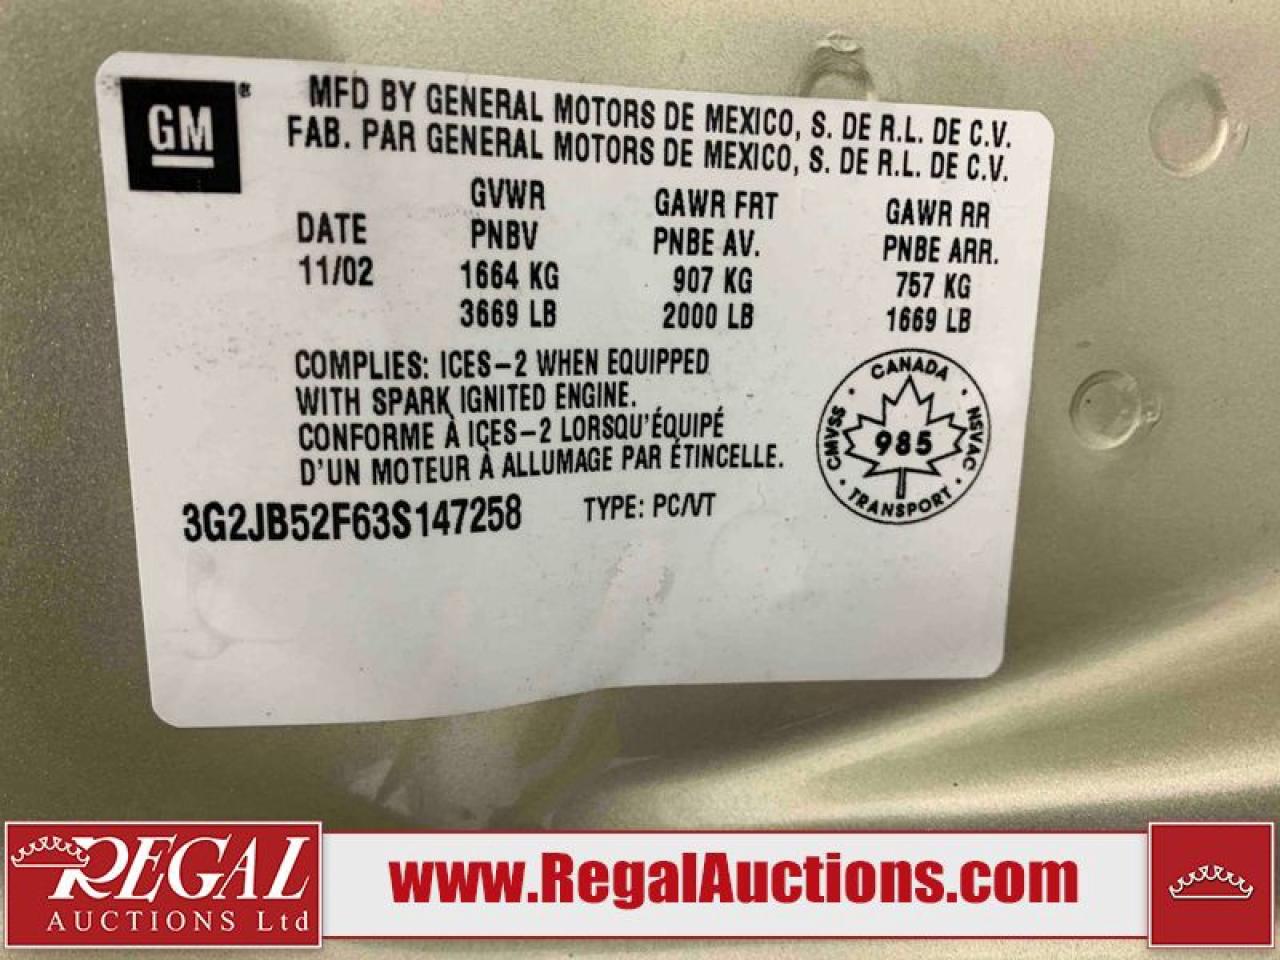 GM®
MFD BY GENERAL MOTORS DE MEXICO, S. DE R.L. DE C.V.
FAB. PAR GENERAL MOTORS DE MEXICO, S. DE R.L. DE C.V.
DATE
11/02
GVWR
PNBV
1664 KG
3669 LB
GAWR FRT
PNBE AV.
907 KG
2000 LB
GAWR RR
PNBE ARR.
757 KG
1669 LB
COMPLIES: ICES-2 WHEN EQUIPPED
WITH SPARK IGNITED ENGINE.
CONFORME À ICES-2 LORSQU'ÉQUIPÉ
D'UN MOTEUR À ALLUMAGE PAR ÉTINCELLE.
CANADA
CMVSS
985
NSVAC
TRANSPORT
3G2JB52F63S147258 TYPE: PC/VT
REGAL
AUCTIONS Ltd
www.RegalAuctions.com